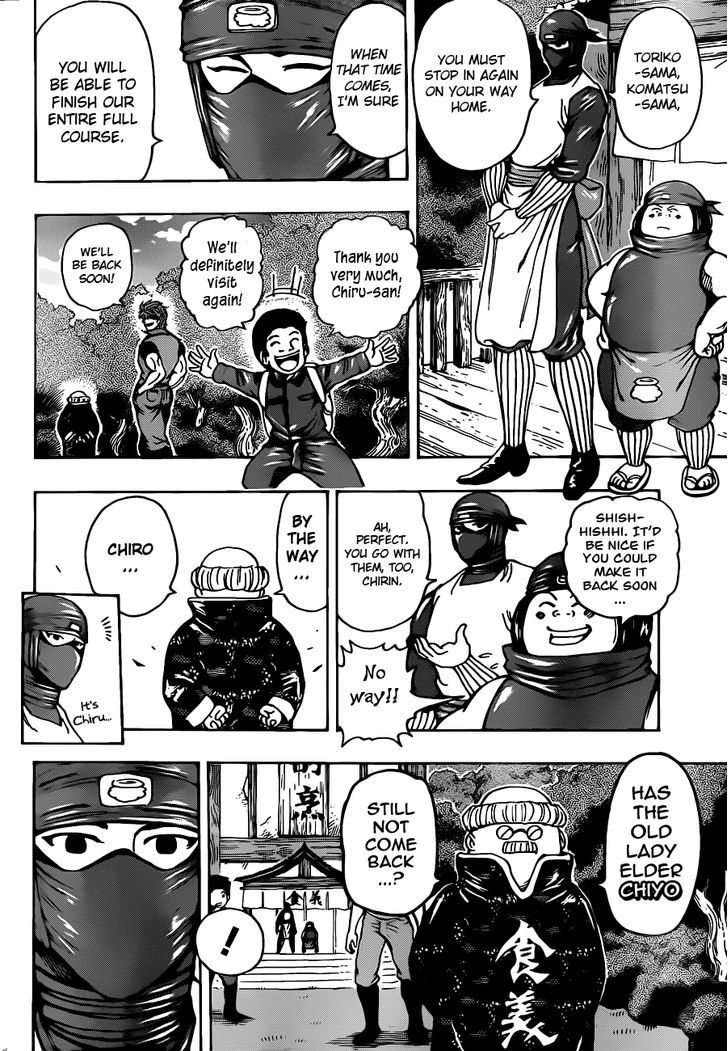 TORIKO
-SAMA,
KOMATSU
-SAMA,
YOU MUST
STOP IN AGAIN
ON YOUR WAY
HOME.
WHEN
THAT TIME
COMES,
I'M SURE
YOU WILL
BE ABLE TO
FINISH OUR
ENTIRE FULL
COURSE.
Thank you
very much,
Chiru-san!
We'll
definitely
visit
again!
WE'LL
BE BACK
SOON!
SHISH-
HISHHI. IT'D
BE NICE IF
YOU COULD
MAKE IT
BACK SOON
...
AH,
PERFECT.
YOU GO WITH
THEM, TOO,
CHIRIN.
No
way!!
BY
THE
WAY
...
CHIRO
...
It's
Chiru...
HAS
THE
OLD
LADY
ELDER
CHIYO
STILL
NOT
COME
BACK
...?
烹
食義
食義
!